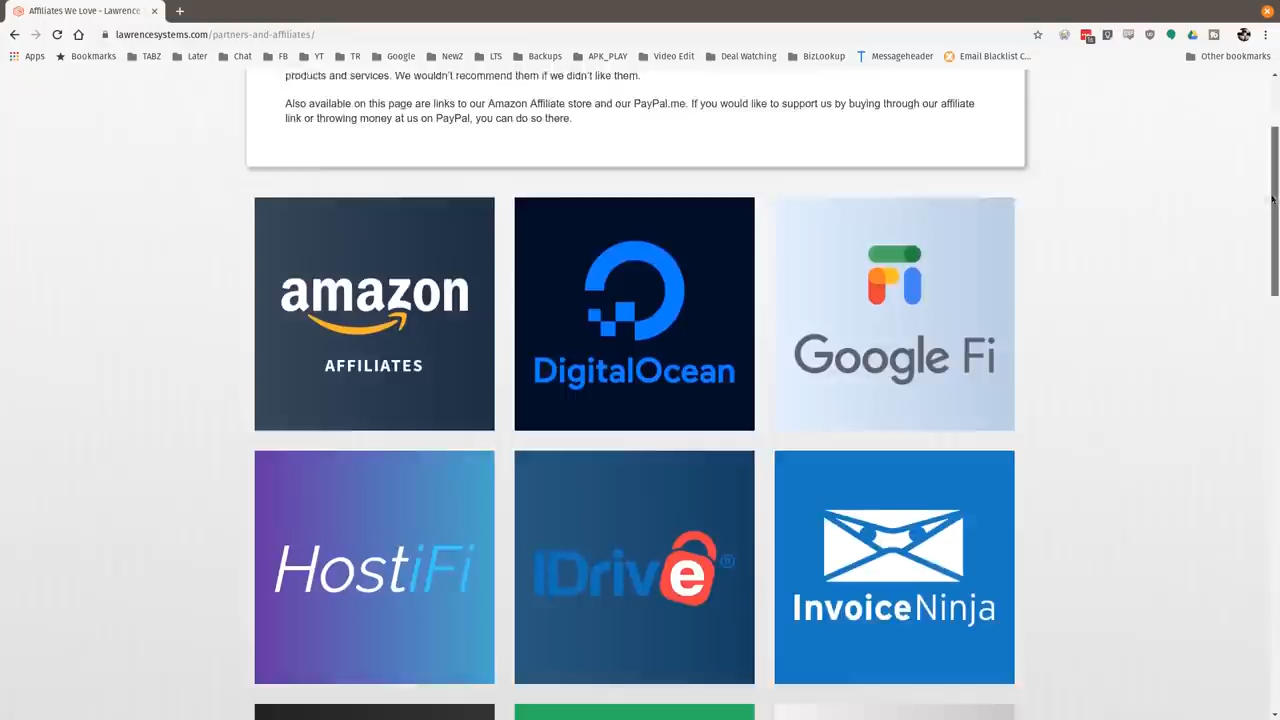 Affiliates We Love - Lawrence
lawrencesystems.com/partners-and-affiliates/
Apps Bookmarks TABZ Later Chat FB YT TR Google NewZ LTS Backups APK_PLAY Video Edit Deal Watching BizLookup Messageheader Email Blacklist C... Other bookmarks
products and services. We wouldn't recommend them if we didn't like them.
Also available on this page are links to our Amazon Affiliate store and our PayPal.me. If you would like to support us by buying through our affiliate
link or throwing money at us on PayPal, you can do so there.
amazon
AFFILIATES
DigitalOcean
Fi
Google Fi
HostiFi
IDrive®
InvoiceNinja